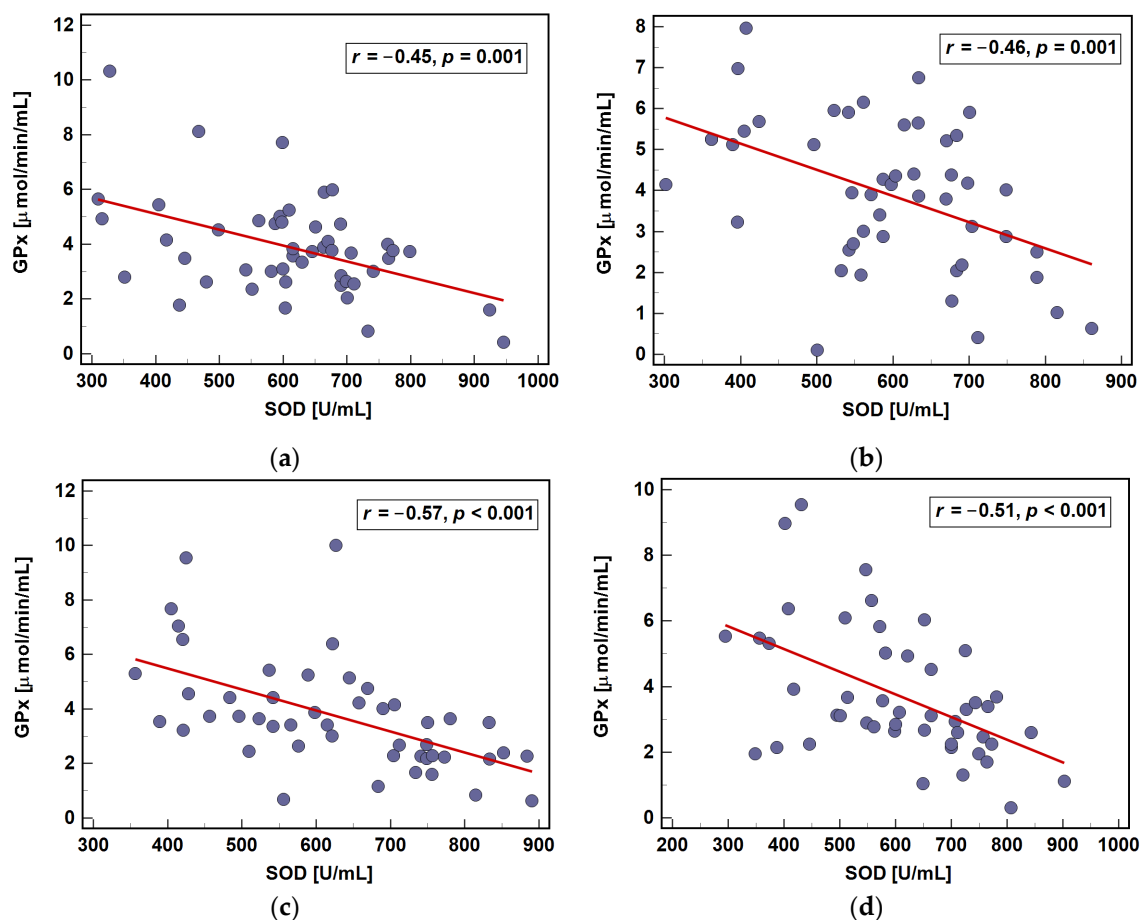 12
10
8
6
4
2
0
GPx [μ mol/min/mL]
r = −0.45, p = 0.001
300 400 500 600 700 800 900 1000
SOD [U/mL]
(a)
8
7
6
5
4
3
2
1
0
GPx [μ mol/min/mL]
r = −0.46, p = 0.001
300 400 500 600 700 800 900
SOD [U/mL]
(b)
12
10
8
6
4
2
0
GPx [μ mol/min/mL]
r = −0.57, p < 0.001
300 400 500 600 700 800 900
SOD [U/mL]
(c)
10
8
6
4
2
0
GPx [μ mol/min/mL]
r = −0.51, p < 0.001
200 300 400 500 600 700 800 900 1000
SOD [U/mL]
(d)